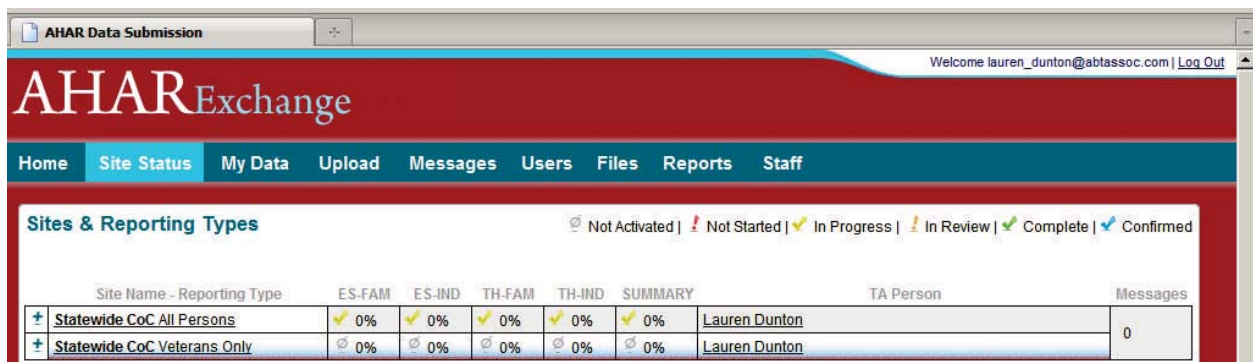 AHAR Data Submission
Welcome lauren_dunton@abtassoc.com | Log Out
AHAR Exchange
Home Site Status My Data Upload Messages Users Files Reports Staff
Sites & Reporting Types
Not Activated | Not Started | In Progress | In Review | Complete | Confirmed
Site Name - Reporting Type ES-FAM ES-IND TH-FAM TH-IND SUMMARY TA Person Messages
Statewide CoC All Persons 0% 0% 0% 0% 0% Lauren Dunton 0
Statewide CoC Veterans Only 0% 0% 0% 0% 0% Lauren Dunton